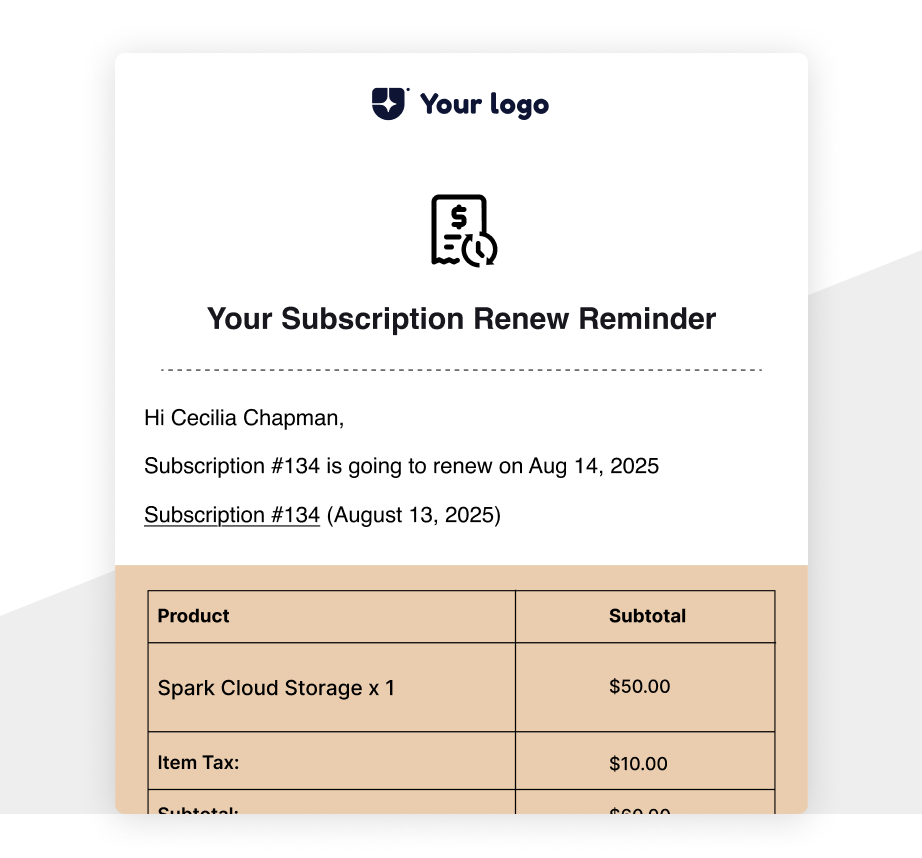 Your logo
$
Your Subscription Renew Reminder
Hi Cecilia Chapman,
Subscription #134 is going to renew on Aug 14, 2025
Subscription #134 (August 13, 2025)
Product Subtotal
Spark Cloud Storage x 1 $50.00
Item Tax: $10.00
Subtotal: $60.00